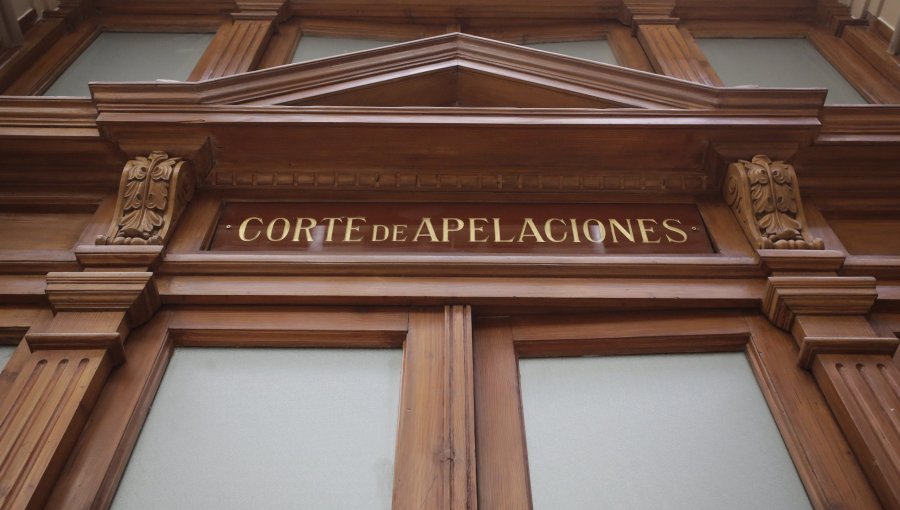 CORTE DE APELACIONES